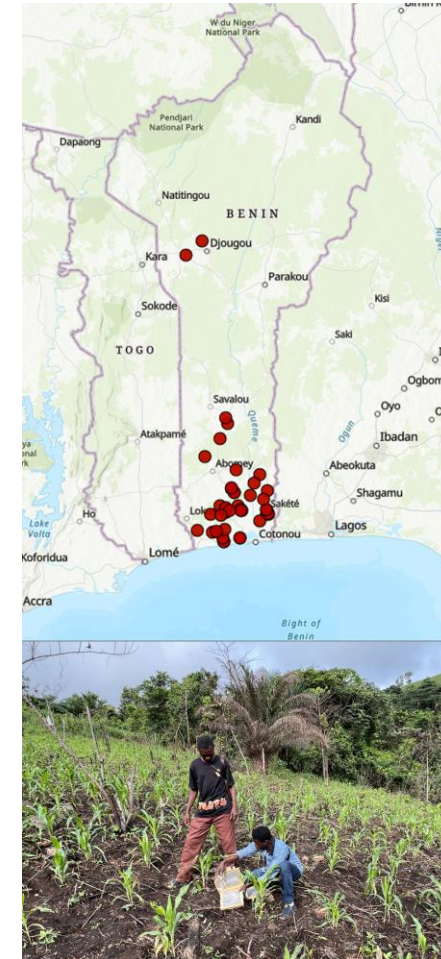 W du Niger
National Park
Kandi
Pendjari
National Park
Dapaong
Natitingou
BENIN
Djougou
Kara
Parakou
Kisi
Sokode
Saki
TOGO
Ogbom
Savalou
Oyo
Queme
Ogun
Ibadan
Atakpamé
Abomey
Abeokuta
Shagamu
Sakété
Ho
Lake
Volta
Lagos
Cotonou
Lomé
Koforidua
Accra
Bight of
Benin